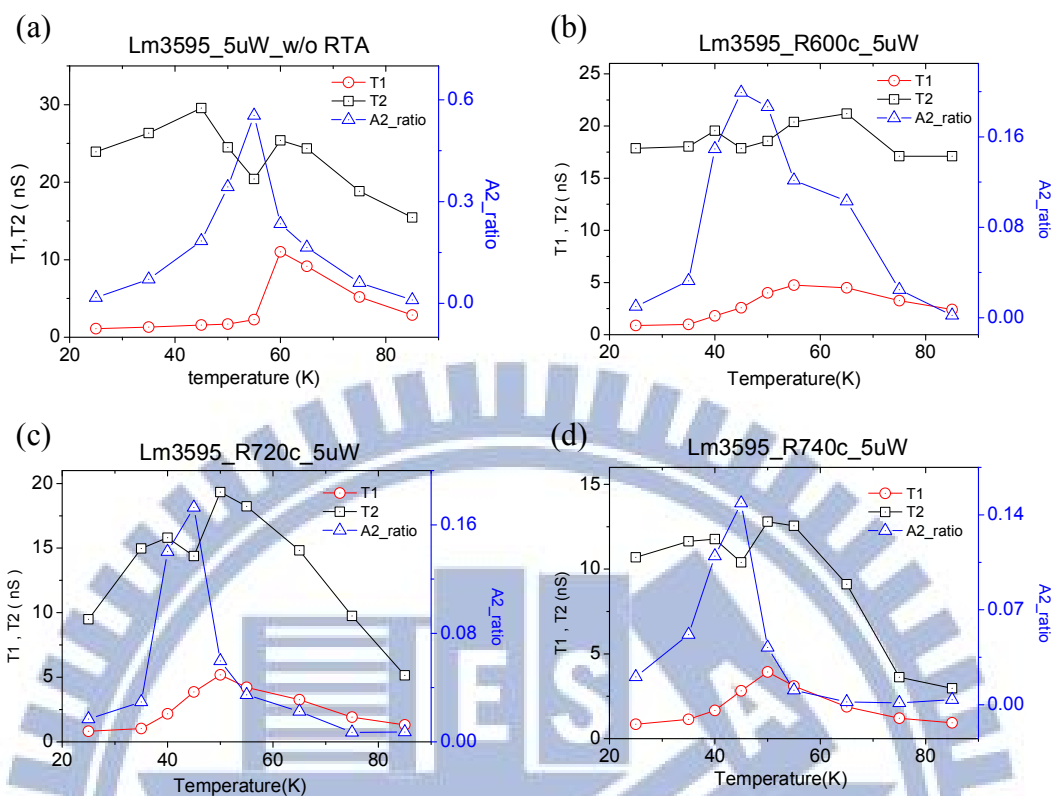 (a)
Lm3595_5uW_w/o RTA
T1
T2
A2_ratio
30
20
10
0
T1,T2 ( nS)
0.6
0.3
0.0
A2_ratio
20 40 60 80
temperature (K)
(b)
Lm3595_R600c_5uW
T1
T2
A2_ratio
25
20
15
10
5
0
T1 , T2 ( nS)
0.16
0.08
0.00
A2_ratio
20 40 60 80
Temperature(K)
(c)
Lm3595_R720c_5uW
T1
T2
A2_ratio
20
15
10
5
0
T1 , T2 ( nS)
0.16
0.08
0.00
A2_ratio
20 40 60 80
Temperature(K)
(d)
Lm3595_R740c_5uW
T1
T2
A2_ratio
15
10
5
0
T1 , T2 ( nS)
0.14
0.07
0.00
A2_ratio
20 40 60 80
Temperature(K)
E S A